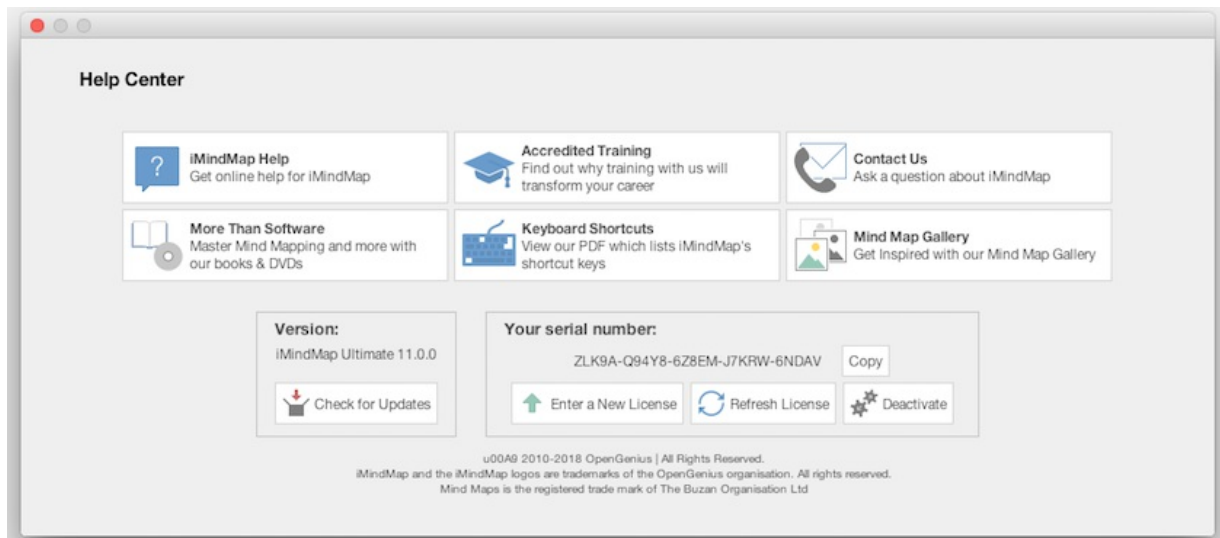 Help Center
iMindMap Help
Get online help for iMindMap
Accredited Training
Find out why training with us will
transform your career
Contact Us
Ask a question about iMindMap
More Than Software
Master Mind Mapping and more with
our books & DVDs
Keyboard Shortcuts
View our PDF which lists iMindMap's
shortcut keys
Mind Map Gallery
Get Inspired with our Mind Map Gallery
Version:
iMindMap Ultimate 11.0.0
Check for Updates
Your serial number:
ZLK9A-Q94Y8-6Z8EM-J7KRW-6NDAV
Copy
Enter a New License
Refresh License
Deactivate
u00A9 2010-2018 OpenGenius | All Rights Reserved.
iMindMap and the iMindMap logos are trademarks of the OpenGenius organisation. All rights reserved.
Mind Maps is the registered trade mark of The Buzan Organisation Ltd